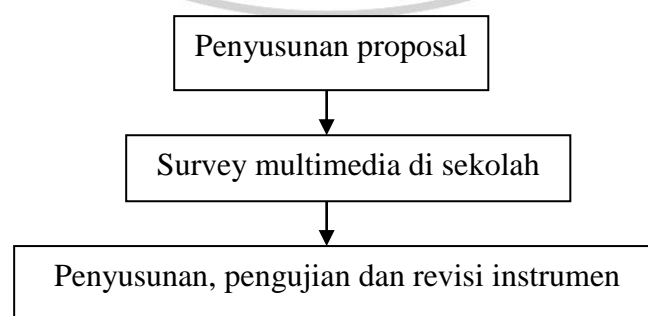 Penyusunan proposal
Survey multimedia di sekolah
Penyusunan, pengujian dan revisi instrumen